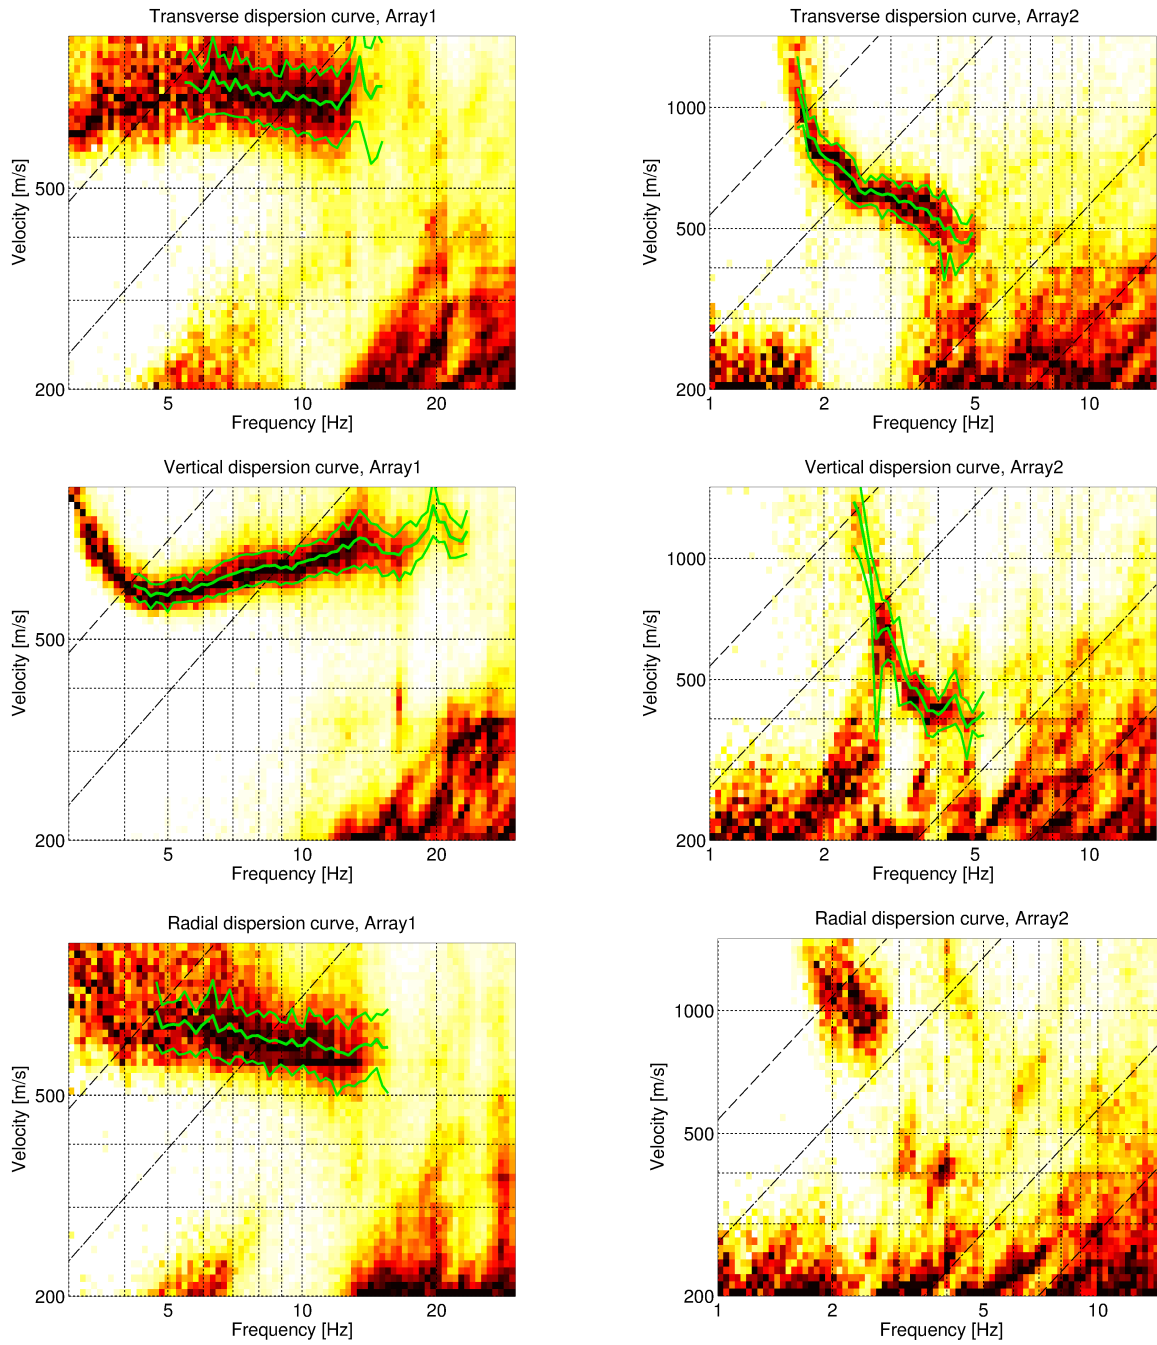 Transverse dispersion curve, Array1
Velocity [m/s]
500
200
5 10 20
Frequency [Hz]
Transverse dispersion curve, Array2
Velocity [m/s]
1000
500
200
1 2 5 10
Frequency [Hz]
Vertical dispersion curve, Array1
Velocity [m/s]
500
200
5 10 20
Frequency [Hz]
Vertical dispersion curve, Array2
Velocity [m/s]
1000
500
200
1 2 5 10
Frequency [Hz]
Radial dispersion curve, Array1
Velocity [m/s]
500
200
5 10 20
Frequency [Hz]
Radial dispersion curve, Array2
Velocity [m/s]
1000
500
200
1 2 5 10
Frequency [Hz]